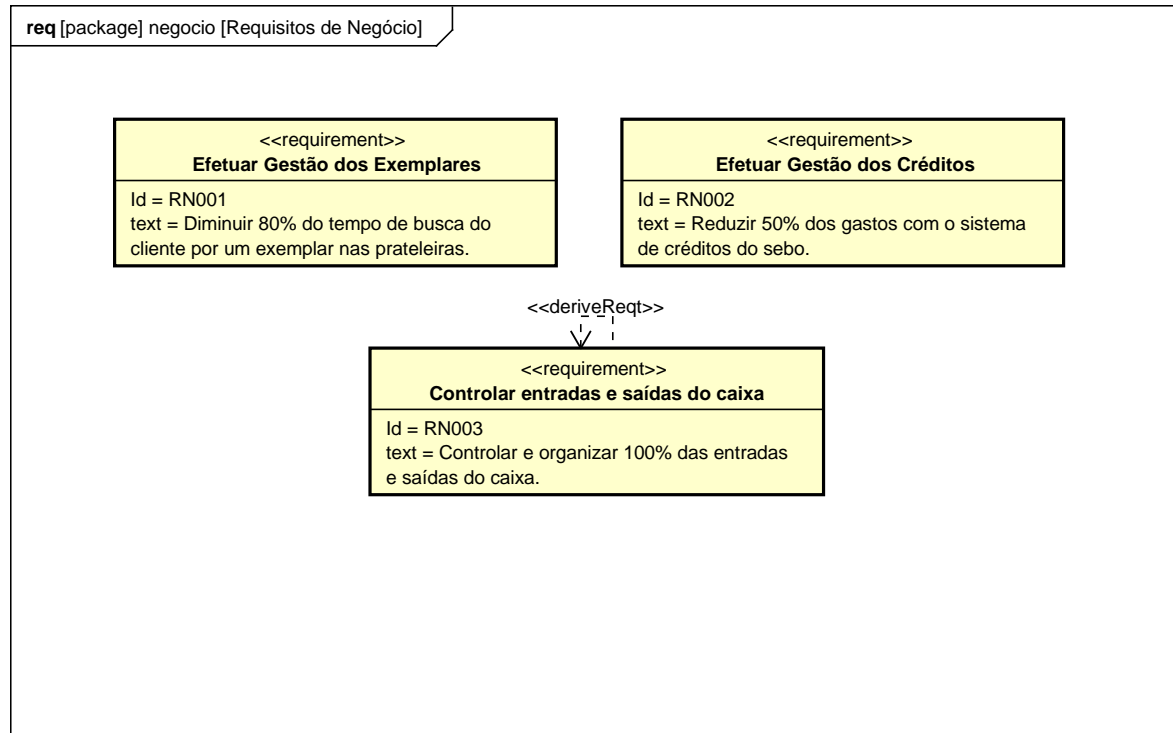 req [package] negocio [Requisitos de Negócio]
<<requirement>>
Efetuar Gestão dos Exemplares
Id = RN001
text = Diminuir 80% do tempo de busca do
cliente por um exemplar nas prateleiras.
<<requirement>>
Efetuar Gestão dos Créditos
Id = RN002
text = Reduzir 50% dos gastos com o sistema
de créditos do sebo.
<<deriveReqt>>
<<requirement>>
Controlar entradas e saídas do caixa
Id = RN003
text = Controlar e organizar 100% das entradas
e saídas do caixa.